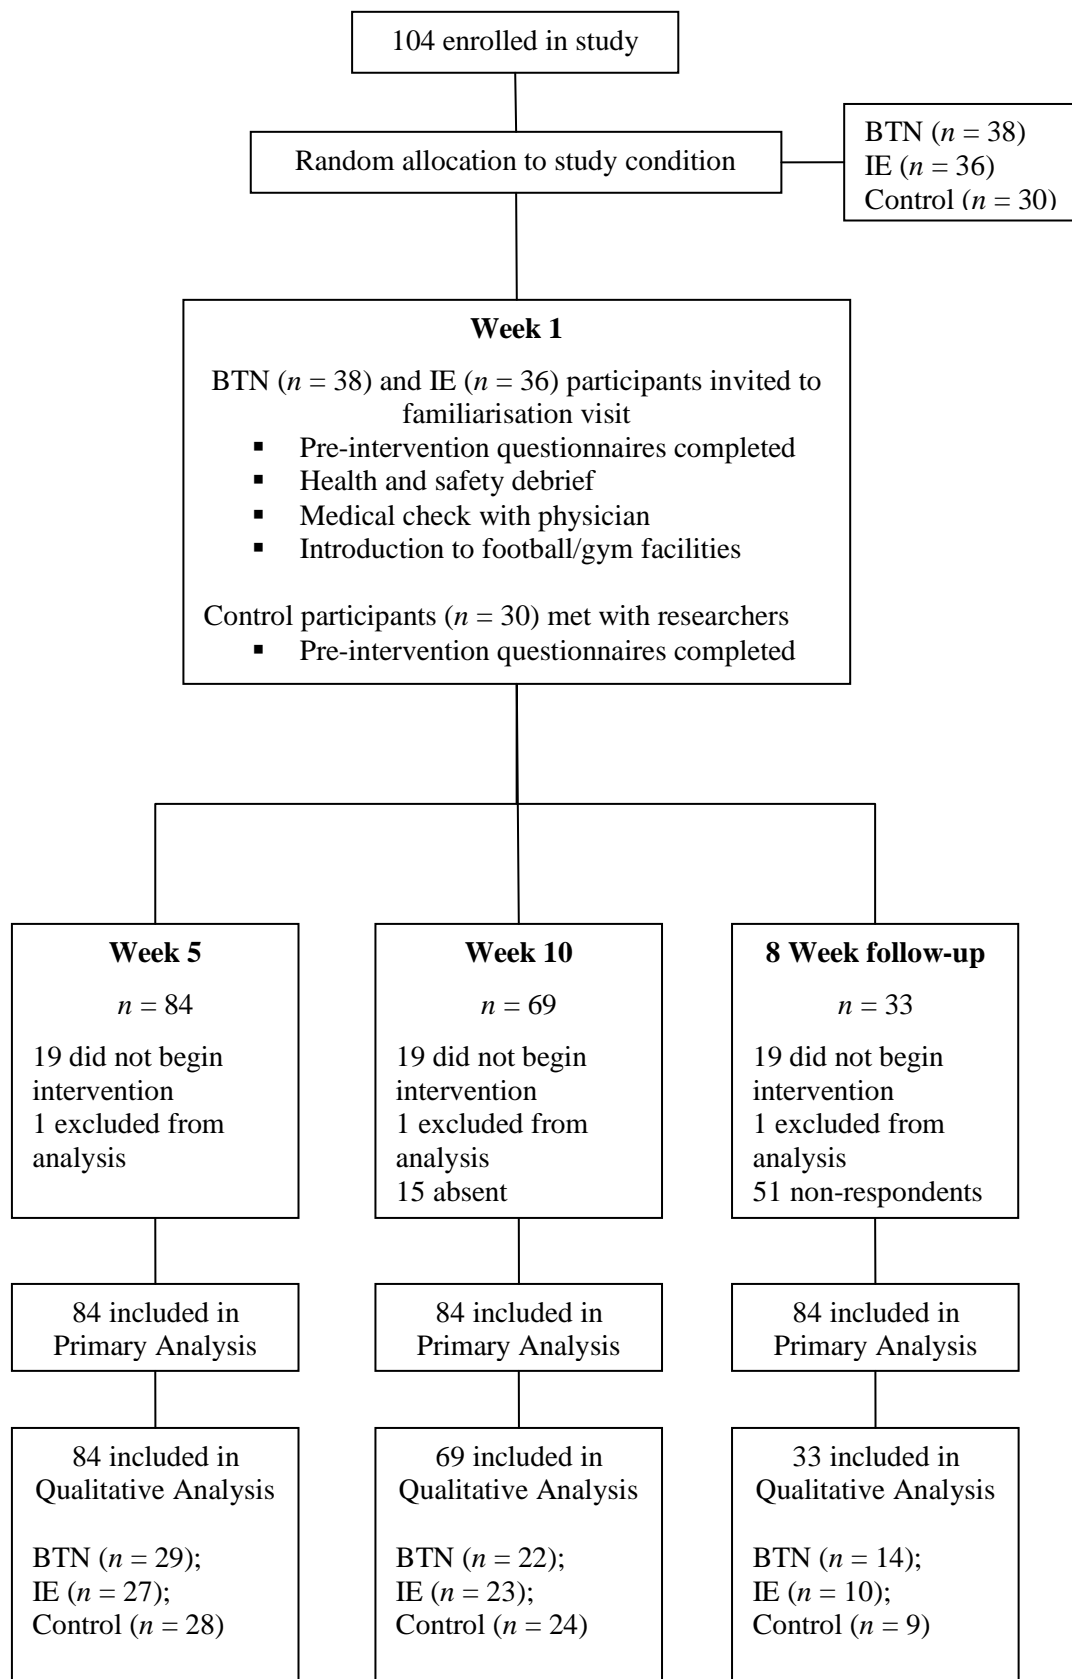 104 enrolled in study
Random allocation to study condition
BTN (n = 38)
IE (n = 36)
Control (n = 30)
Week 1
BTN (n = 38) and IE (n = 36) participants invited to
familiarisation visit
▪ Pre-intervention questionnaires completed
▪ Health and safety debrief
▪ Medical check with physician
▪ Introduction to football/gym facilities
Control participants (n = 30) met with researchers
▪ Pre-intervention questionnaires completed
Week 5
n = 84
19 did not begin
intervention
1 excluded from
analysis
Week 10
n = 69
19 did not begin
intervention
1 excluded from
analysis
15 absent
8 Week follow-up
n = 33
19 did not begin
intervention
1 excluded from
analysis
51 non-respondents
84 included in
Primary Analysis
84 included in
Primary Analysis
84 included in
Primary Analysis
84 included in
Qualitative Analysis
BTN (n = 29);
IE (n = 27);
Control (n = 28)
69 included in
Qualitative Analysis
BTN (n = 22);
IE (n = 23);
Control (n = 24)
33 included in
Qualitative Analysis
BTN (n = 14);
IE (n = 10);
Control (n = 9)